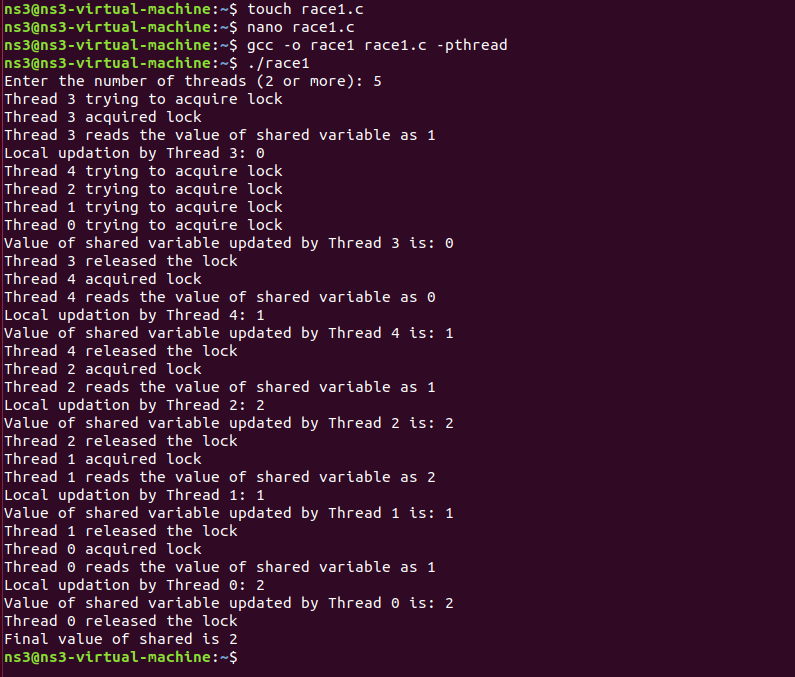 ns3@ns3-virtual-machine:~$ touch race1.c
ns3@ns3-virtual-machine:~$ nano race1.c
ns3@ns3-virtual-machine:~$ gcc -o race1 race1.c -pthread
ns3@ns3-virtual-machine:~$ ./race1
Enter the number of threads (2 or more): 5
Thread 3 trying to acquire lock
Thread 3 acquired lock
Thread 3 reads the value of shared variable as 1
Local updation by Thread 3: 0
Thread 4 trying to acquire lock
Thread 2 trying to acquire lock
Thread 1 trying to acquire lock
Thread 0 trying to acquire lock
Value of shared variable updated by Thread 3 is: 0
Thread 3 released the lock
Thread 4 acquired lock
Thread 4 reads the value of shared variable as 0
Local updation by Thread 4: 1
Value of shared variable updated by Thread 4 is: 1
Thread 4 released the lock
Thread 2 acquired lock
Thread 2 reads the value of shared variable as 1
Local updation by Thread 2: 2
Value of shared variable updated by Thread 2 is: 2
Thread 2 released the lock
Thread 1 acquired lock
Thread 1 reads the value of shared variable as 2
Local updation by Thread 1: 1
Value of shared variable updated by Thread 1 is: 1
Thread 1 released the lock
Thread 0 acquired lock
Thread 0 reads the value of shared variable as 1
Local updation by Thread 0: 2
Value of shared variable updated by Thread 0 is: 2
Thread 0 released the lock
Final value of shared is 2
ns3@ns3-virtual-machine:~$